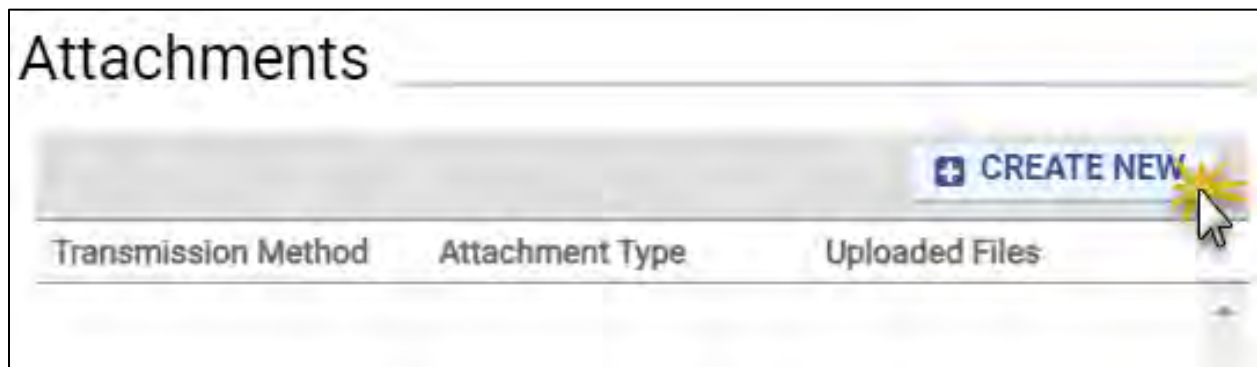 Attachments
CREATE NEW
Transmission Method Attachment Type Uploaded Files